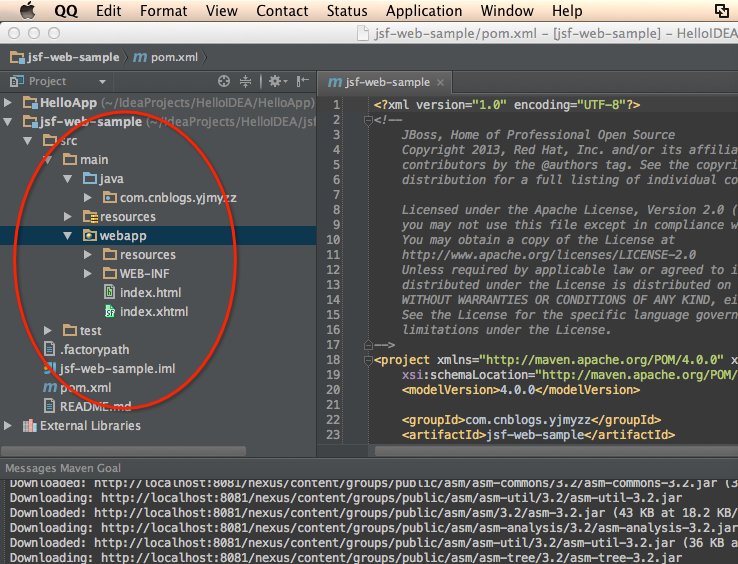 QQ Edit View Contact Status Application Window Help
jsf-web-sample/pom.xml – [jsf-web-sample] – HelloI
jsf-web-sample pom.xml
Project
jsf-web-sample
HelloApp (~/IdeaProjects/HelloIDEA/HelloApp)
jsf-web-sample (~/IdeaProjects/HelloIDEA/jsf
src
main
java
com.cnblogs.yjmyzz
resources
webapp
resources
WEB-INF
index.html
index.xhtml
test
.factorypath
jsf-web-sample.iml
pom.xml
README.md
External Libraries
1 <?xml version="1.0" encoding="UTF-8"?>
2 <!--
3 JBoss, Home of Professional Open Source
4 Copyright 2013, Red Hat, Inc. and/or its affilia
5 contributors by the @authors tag. See the copyri
6 distribution for a full listing of individual co
7
8 Licensed under the Apache License, Version 2.0 (
9 you may not use this file except in compliance w
10 You may obtain a copy of the License at
11 http://www.apache.org/licenses/LICENSE-2.0
12 Unless required by applicable law or agreed to i
13 distributed under the License is distributed on
14 WITHOUT WARRANTIES OR CONDITIONS OF ANY KIND, ei
15 See the License for the specific language govern
16 limitations under the License.
17 -->
18 <project xmlns="http://maven.apache.org/POM/4.0.0" x
19 xsi:schemaLocation="http://maven.apache.org/POM/
20 <modelVersion>4.0.0</modelVersion>
21
22 <groupId>com.cnblogs.yjmyzz</groupId>
23 <artifactId>jsf-web-sample</artifactId>
Messages Maven Goal
Downloaded: http://localhost:8081/nexus/content/groups/public/asm/asm-commons/3.2/asm-commons-3.2.jar (3
Downloading: http://localhost:8081/nexus/content/groups/public/asm/asm-util/3.2/asm-util-3.2.jar
Downloaded: http://localhost:8081/nexus/content/groups/public/asm/asm/3.2/asm-3.2.jar (43 KB at 18.2 KB/
Downloading: http://localhost:8081/nexus/content/groups/public/asm/asm-analysis/3.2/asm-analysis-3.2.jar
Downloaded: http://localhost:8081/nexus/content/groups/public/asm/asm-util/3.2/asm-util-3.2.jar (36 KB a
Downloading: http://localhost:8081/nexus/content/groups/public/asm/asm-tree/3.2/asm-tree-3.2.jar